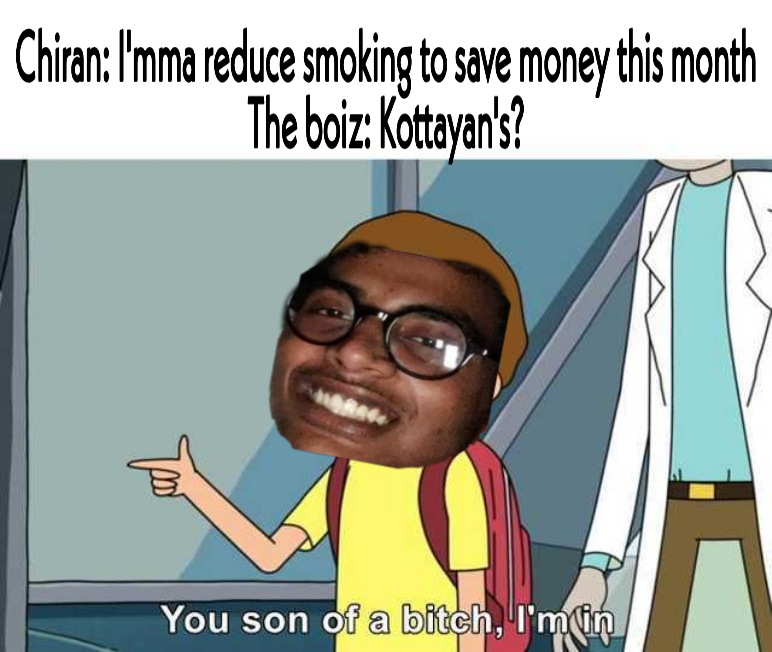 Chiran: I'mma reduce smoking to save money this month
The boiz: Kottayan's?
You son of a bitch, I'm in